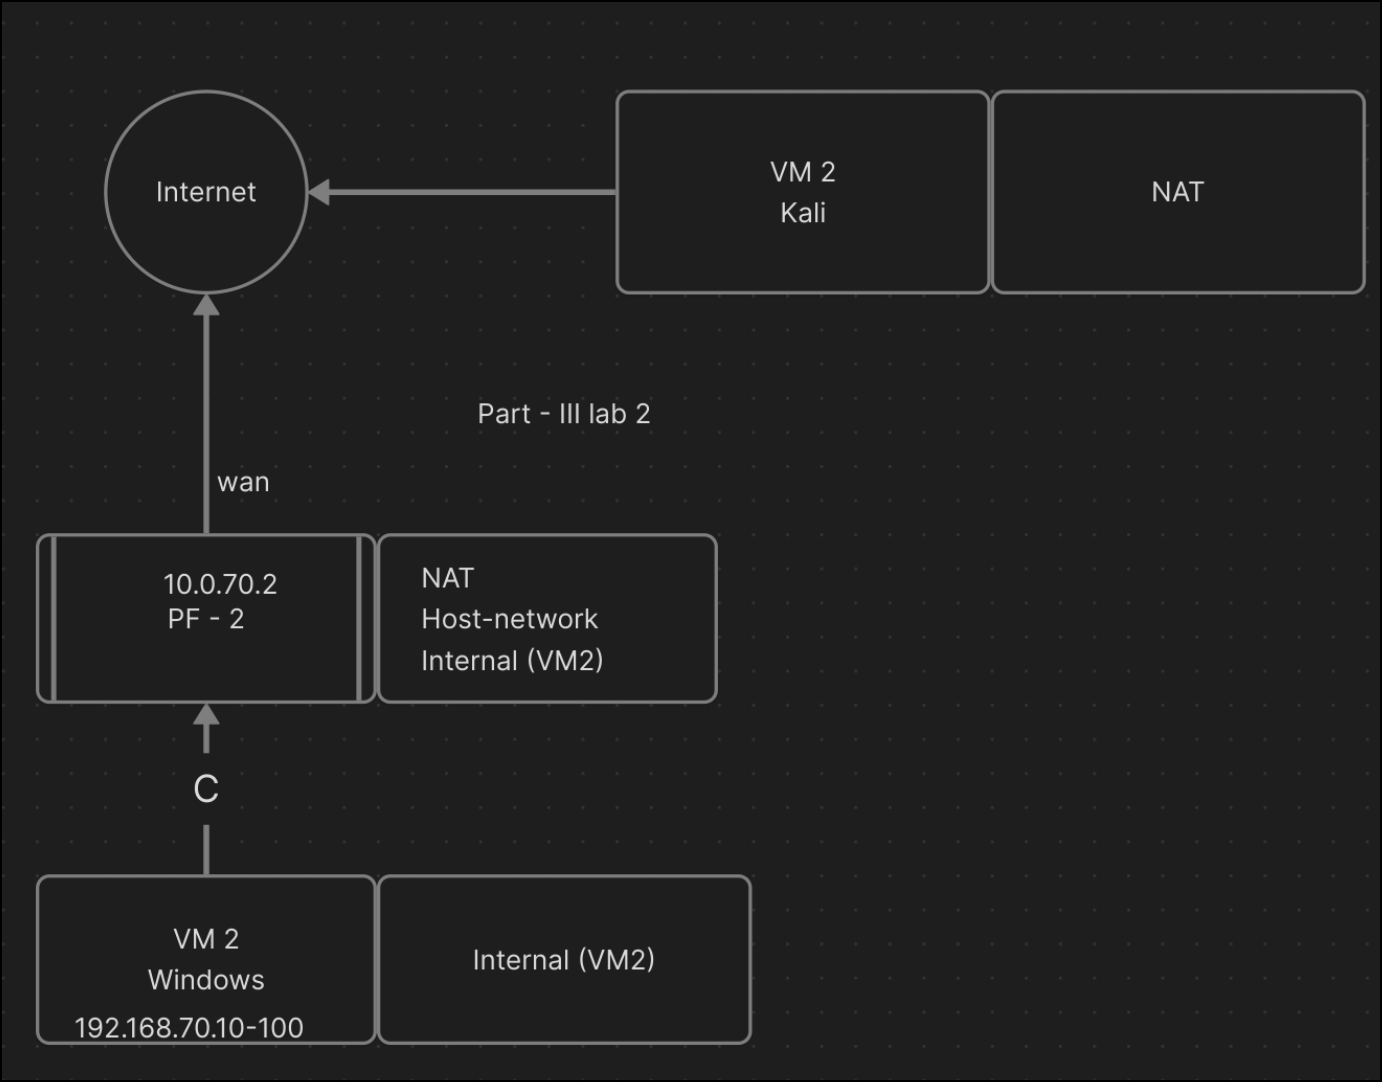 Internet
VM 2
Kali
NAT
Part - III lab 2
wan
10.0.70.2
PF - 2
NAT
Host-network
Internal (VM2)
C
VM 2
Windows
192.168.70.10-100
Internal (VM2)